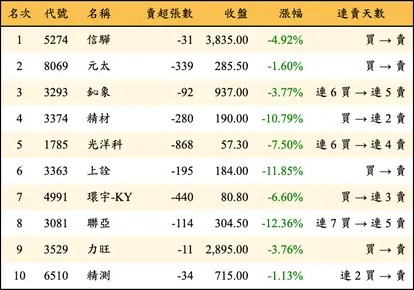 名次 代號 名稱 賣超張數 收盤 漲幅 連賣天數
1 5274 信驊 -31 3,835.00 -4.92% 買→賣
2 8069 元太 -339 285.50 -1.60% 買→賣
3 3293 鈊象 -92 937.00 -3.77% 連6買→連5賣
4 3374 精材 -280 190.00 -10.79% 買→連2賣
5 1785 光洋科 -868 57.30 -7.50% 連6買→連4賣
6 3363 上詮 -195 184.00 -11.85% 買→賣
7 4991 環宇-KY -440 80.80 -6.60% 買→連3賣
8 3081 聯亞 -114 304.50 -12.36% 連7買→連5賣
9 3529 力旺 -11 2,895.00 -3.76% 買→賣
10 6510 精測 -34 715.00 -1.13% 連2買→賣